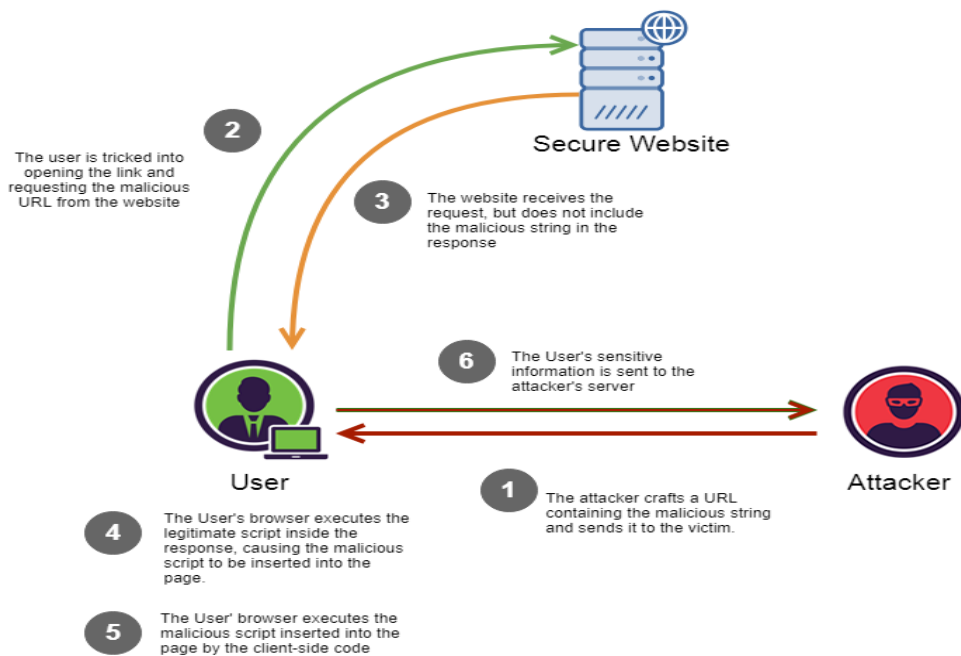 Secure Website
2
The user is tricked into
opening the link and
requesting the malicious
URL from the website
3
The website receives the
request, but does not include
the malicious string in the
response
6
The User's sensitive
information is sent to the
attacker's server
User
Attacker
1
The attacker crafts a URL
containing the malicious string
and sends it to the victim.
4
The User's browser executes the
legitimate script inside the
response, causing the malicious
script to be inserted into the
page.
5
The User' browser executes the
malicious script inserted into the
page by the client-side code